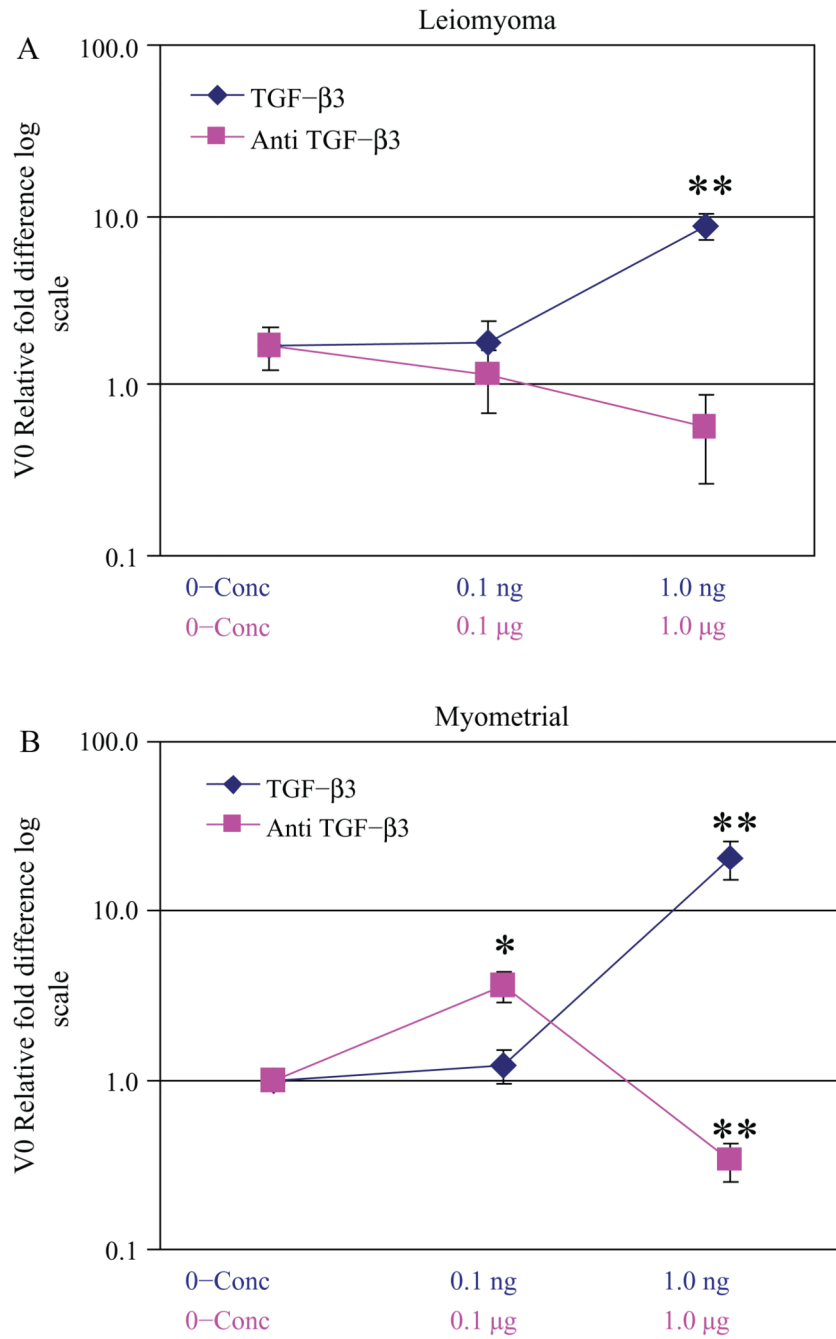 Leiomyoma
A
100.0
TGF−β3
Anti TGF−β3
**
10.0
1.0
0.1
V0 Relative fold difference log
scale
0−Conc 0.1 ng 1.0 ng
0−Conc 0.1 μg 1.0 μg
Myometrial
B
100.0
TGF−β3
Anti TGF−β3
**
10.0
*
1.0
**
0.1
V0 Relative fold difference log
scale
0−Conc 0.1 ng 1.0 ng
0−Conc 0.1 μg 1.0 μg